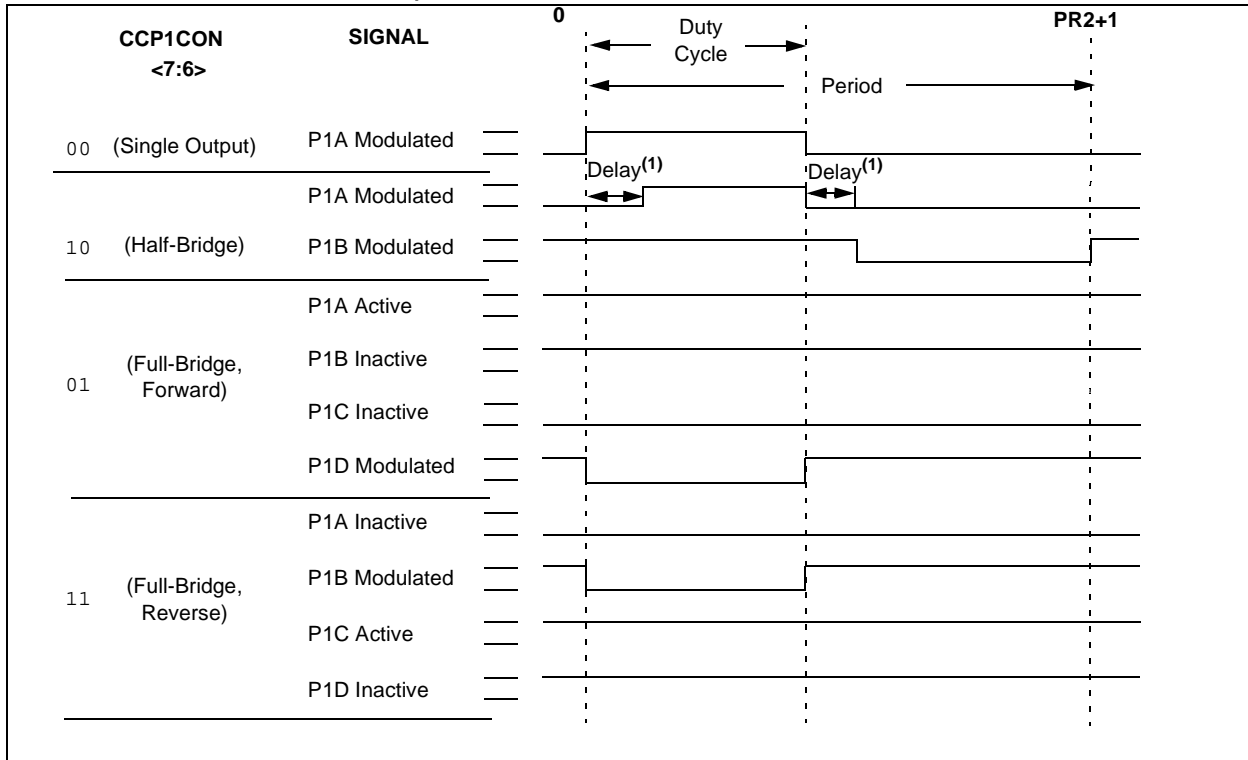 0
PR2+1
CCP1CON
<7:6>
SIGNAL
Duty
Cycle
Period
00 (Single Output) P1A Modulated
Delay(1) Delay(1)
P1A Modulated
10 (Half-Bridge) P1B Modulated
P1A Active
P1B Inactive
01 (Full-Bridge,
Forward)
P1C Inactive
P1D Modulated
P1A Inactive
P1B Modulated
11 (Full-Bridge,
Reverse)
P1C Active
P1D Inactive